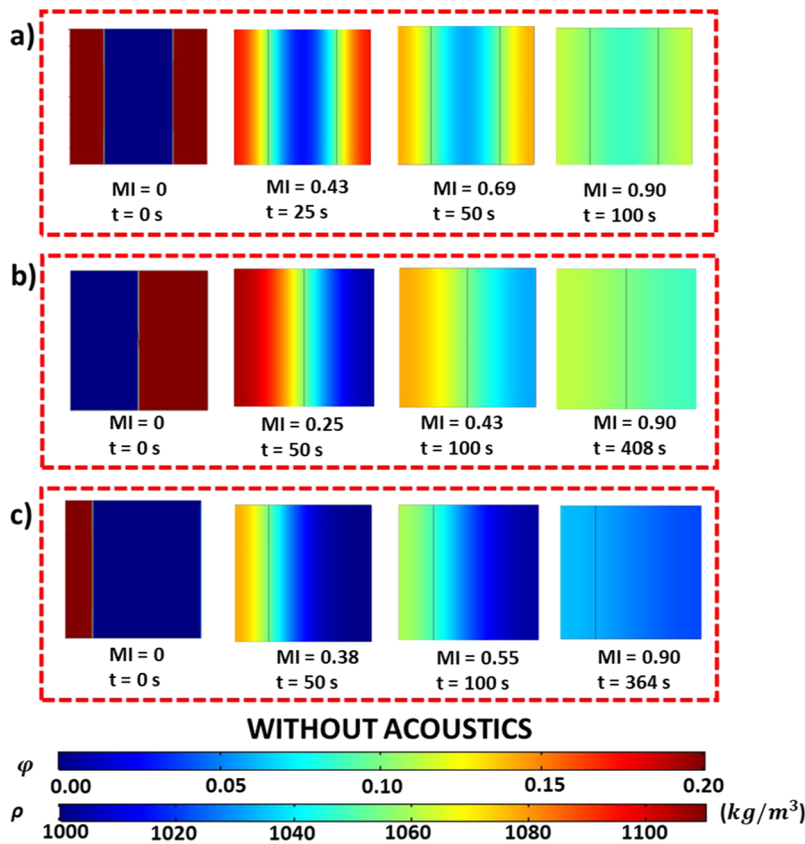 a)
MI = 0 MI = 0.43 MI = 0.69 MI = 0.90
t = 0 s t = 25 s t = 50 s t = 100 s
b)
MI = 0 MI = 0.25 MI = 0.43 MI = 0.90
t = 0 s t = 50 s t = 100 s t = 408 s
c)
MI = 0 MI = 0.38 MI = 0.55 MI = 0.90
t = 0 s t = 50 s t = 100 s t = 364 s
WITHOUT ACOUSTICS
φ
0.00 0.05 0.10 0.15 0.20
ρ (kg/m³)
1000 1020 1040 1060 1080 1100